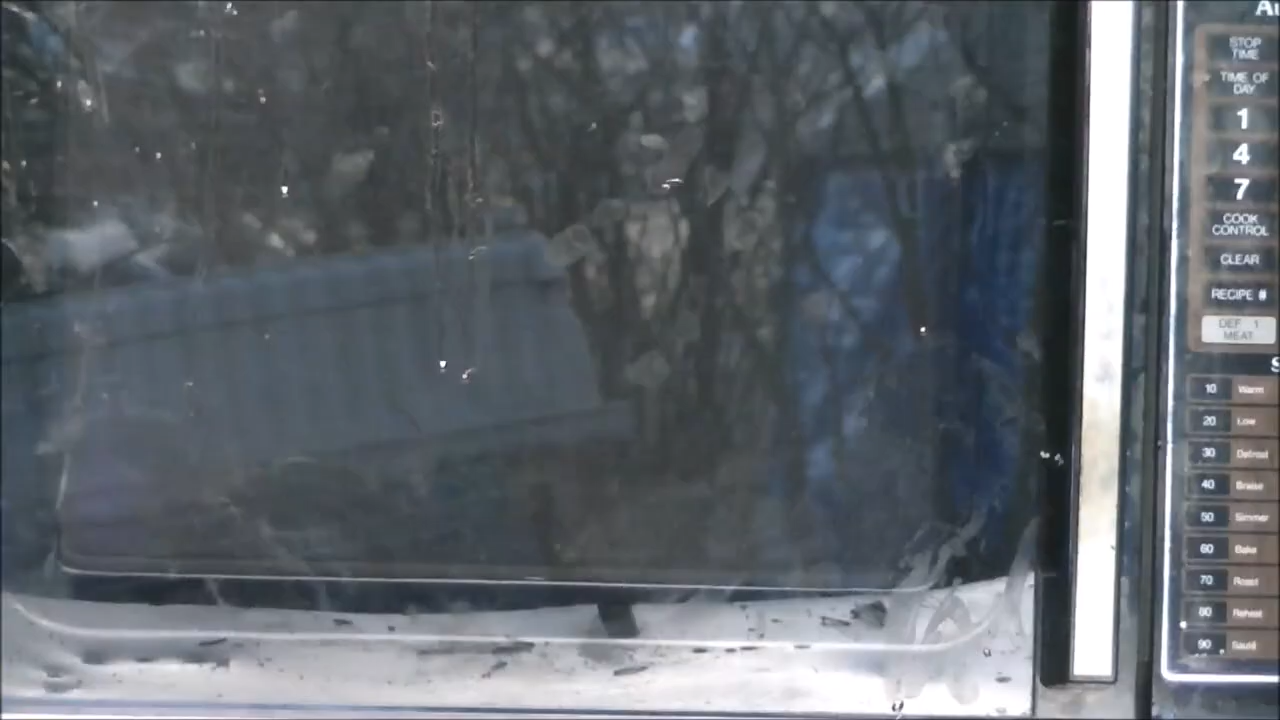 STOP
TIME
TIME OF
DAY
1
4
7
COOK
CONTROL
CLEAR
RECIPE #
DEF 1
MEAT
10 Warm
20 Low
30 Defrost
40 Braise
50 Simmer
60 Bake
70 Roast
80 Reheat
90 Sauté